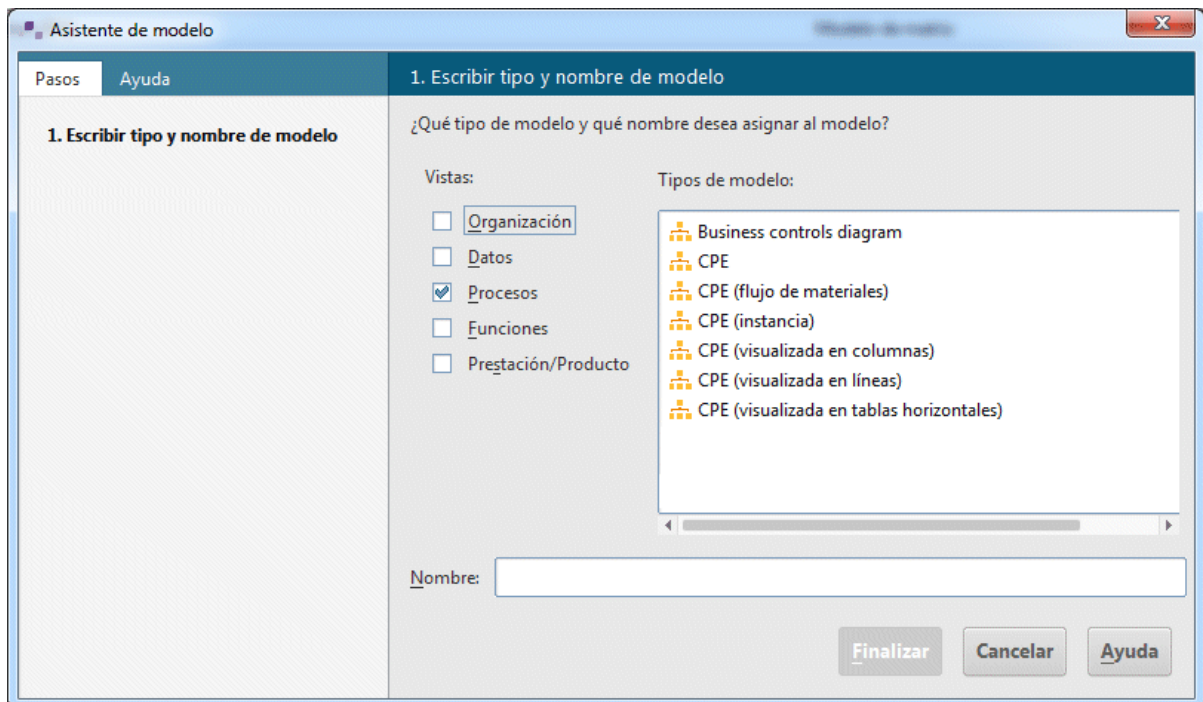 Asistente de modelo
Pasos
Ayuda
1. Escribir tipo y nombre de modelo
1. Escribir tipo y nombre de modelo
¿Qué tipo de modelo y qué nombre desea asignar al modelo?
Vistas:
Organización
Datos
Procesos
Funciones
Prestación/Producto
Tipos de modelo:
Business controls diagram
CPE
CPE (flujo de materiales)
CPE (instancia)
CPE (visualizada en columnas)
CPE (visualizada en líneas)
CPE (visualizada en tablas horizontales)
Nombre:
Finalizar
Cancelar
Ayuda